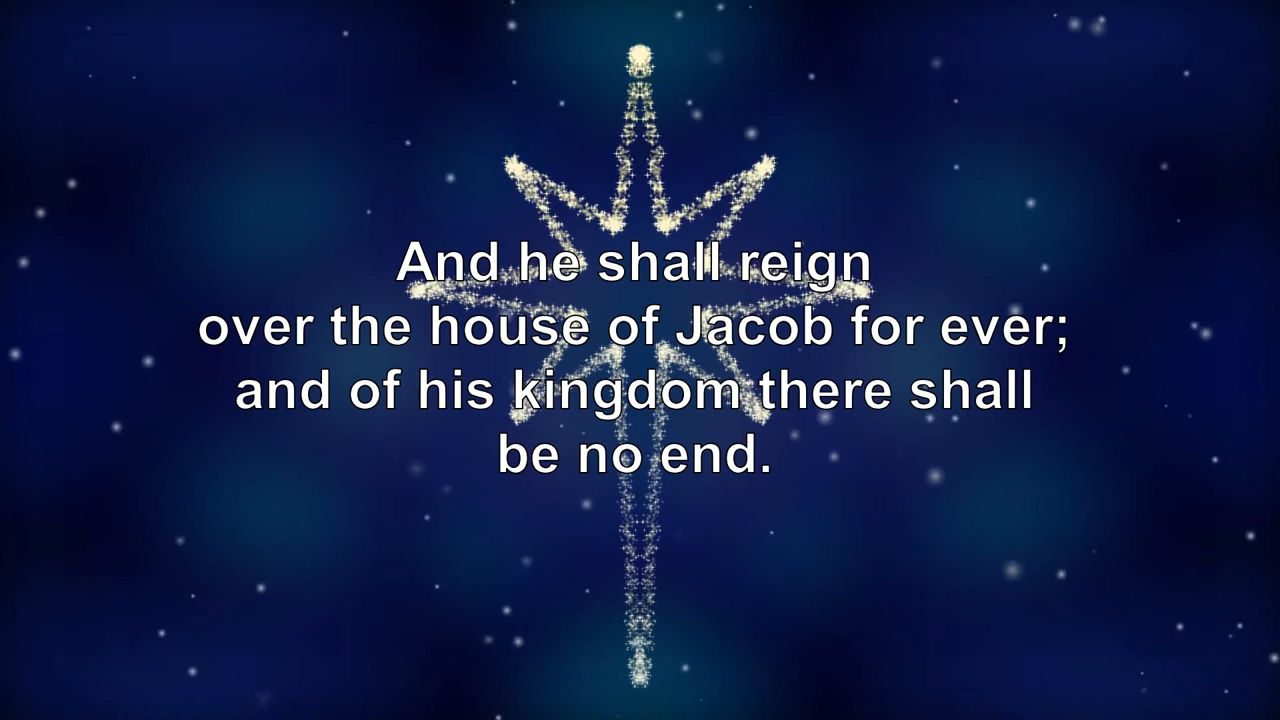 And he shall reign
over the house of Jacob for ever;
and of his kingdom there shall
be no end.